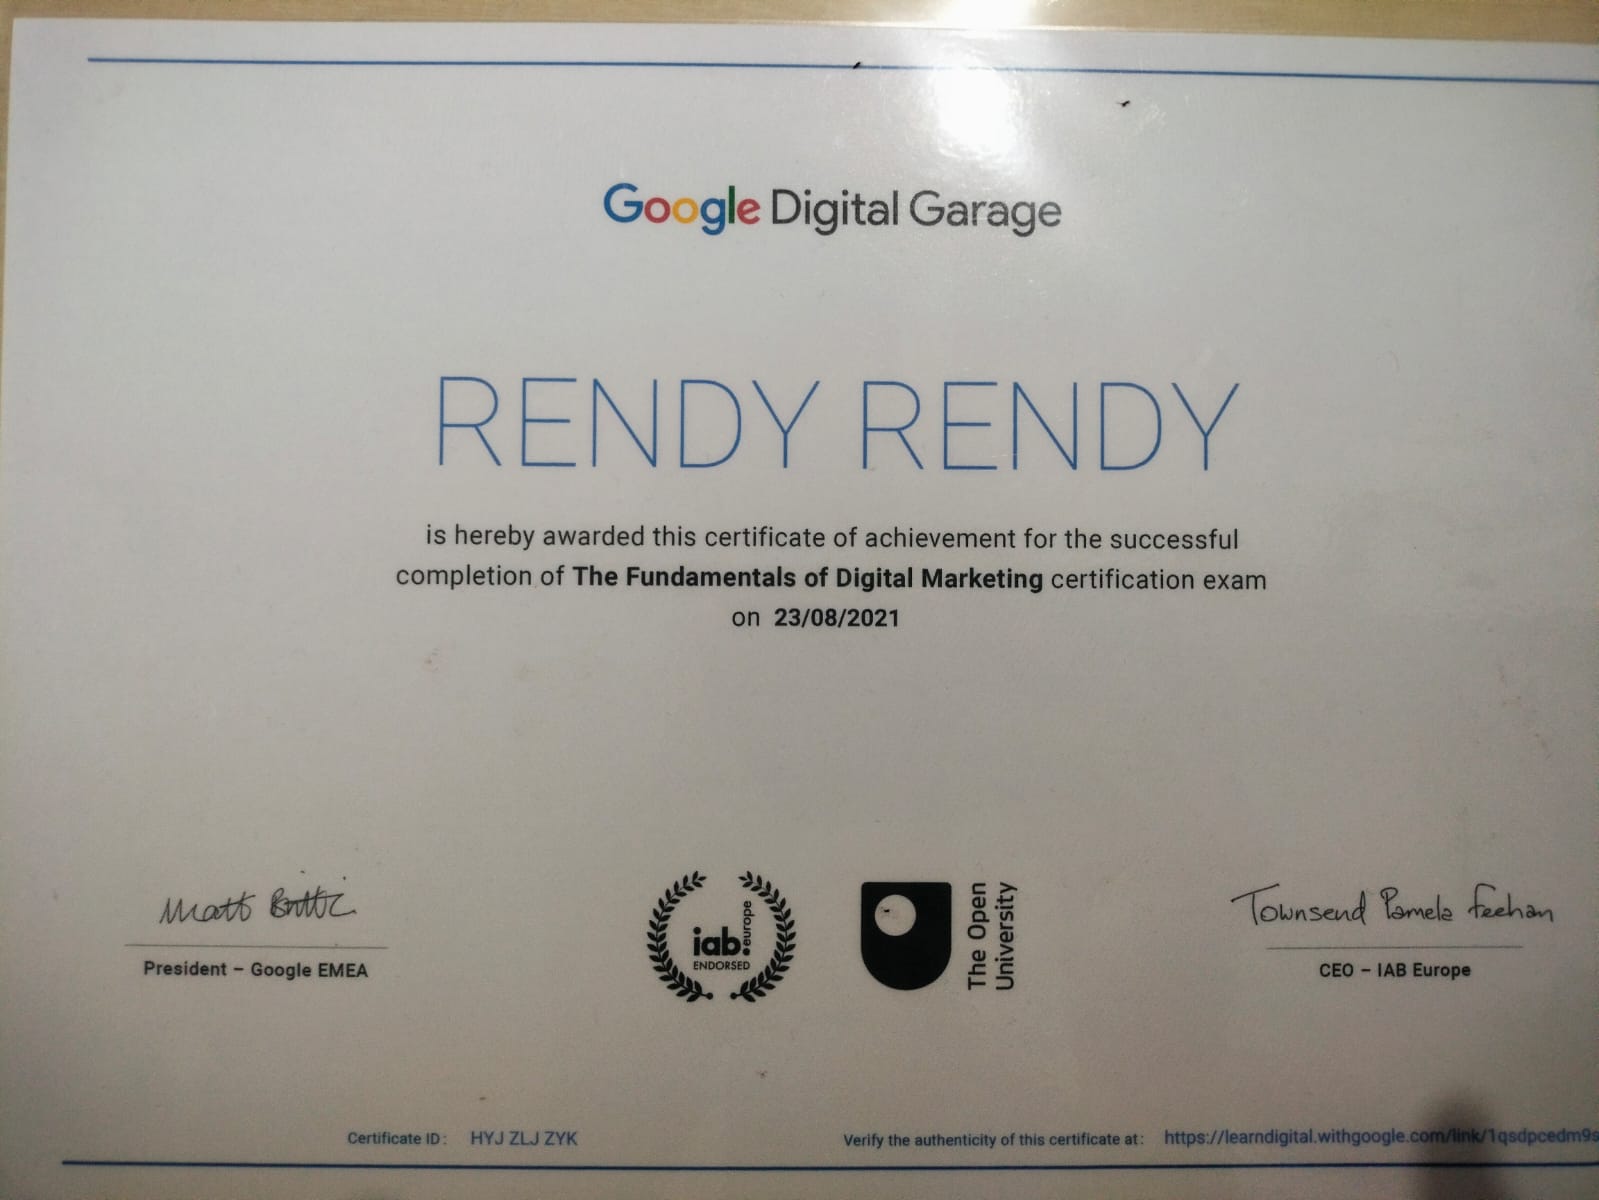 Google Digital Garage
RENDY RENDY
is hereby awarded this certificate of achievement for the successful
completion of The Fundamentals of Digital Marketing certification exam
on 23/08/2021
Matt
President – Google EMEA
iab europe
ENDORSED
The Open
University
Townsend Pamela Feehan
CEO – IAB Europe
Certificate ID : HYJ ZLJ ZYK
Verify the authenticity of this certificate at : https://learndigital.withgoogle.com/link/1qsdpcedm9s